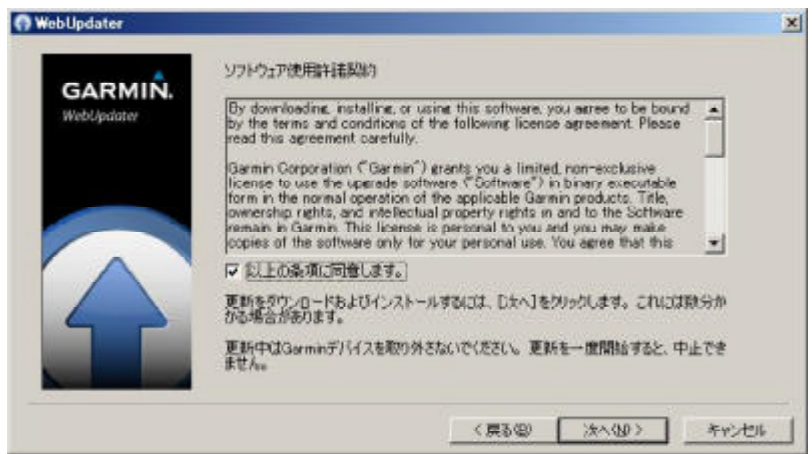 WebUpdater
GARMIN.
WebUpdater
ソフトウェア使用許諾契約
By downloading, installing, or using this software, you agree to be bound
by the terms and conditions of the following license agreement. Please
read this agreement carefully.
Garmin Corporation ("Garmin") grants you a limited, non-exclusive
license to use the upgrade software ("Software") in binary executable
form in the normal operation of the applicable Garmin products. Title,
ownership rights, and intellectual property rights in and to the Software
remain in Garmin. This license is personal to you and you may make
copies of the software only for your personal use. You agree that this
以上の条項に同意します。
更新をダウンロードおよびインストールするには、[次へ]をクリックします。これには数分か
かる場合があります。
更新中はGarminデバイスを取り外さないでください。更新を一度開始すると、中止でき
ません。
< 戻る(B)
次へ(N) >
キャンセル